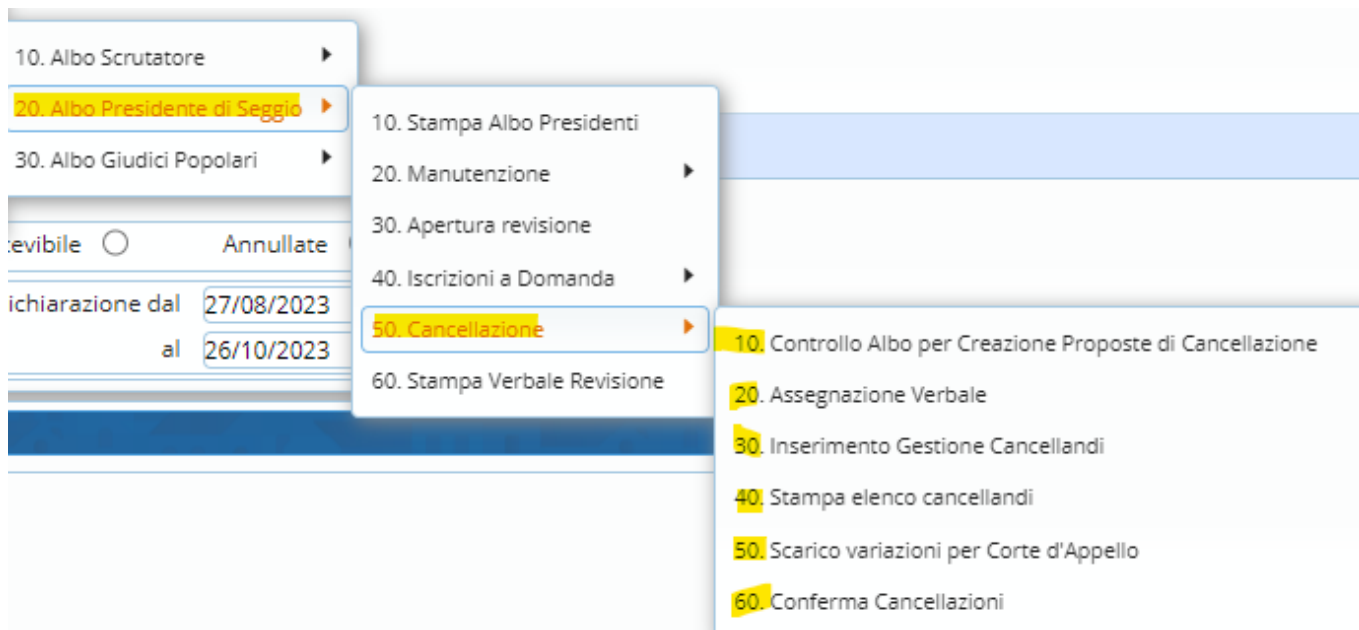 10. Albo Scrutatore
20. Albo Presidente di Seggio
30. Albo Giudici Popolari
10. Stampa Albo Presidenti
20. Manutenzione
30. Apertura revisione
40. Iscrizioni a Domanda
50. Cancellazione
60. Stampa Verbale Revisione
10. Controllo Albo per Creazione Proposte di Cancellazione
20. Assegnazione Verbale
30. Inserimento Gestione Cancellandi
40. Stampa elenco cancellandi
50. Scarico variazioni per Corte d'Appello
60. Conferma Cancellazioni
cevibile Annullate
ichiarazione dal 27/08/2023
al 26/10/2023